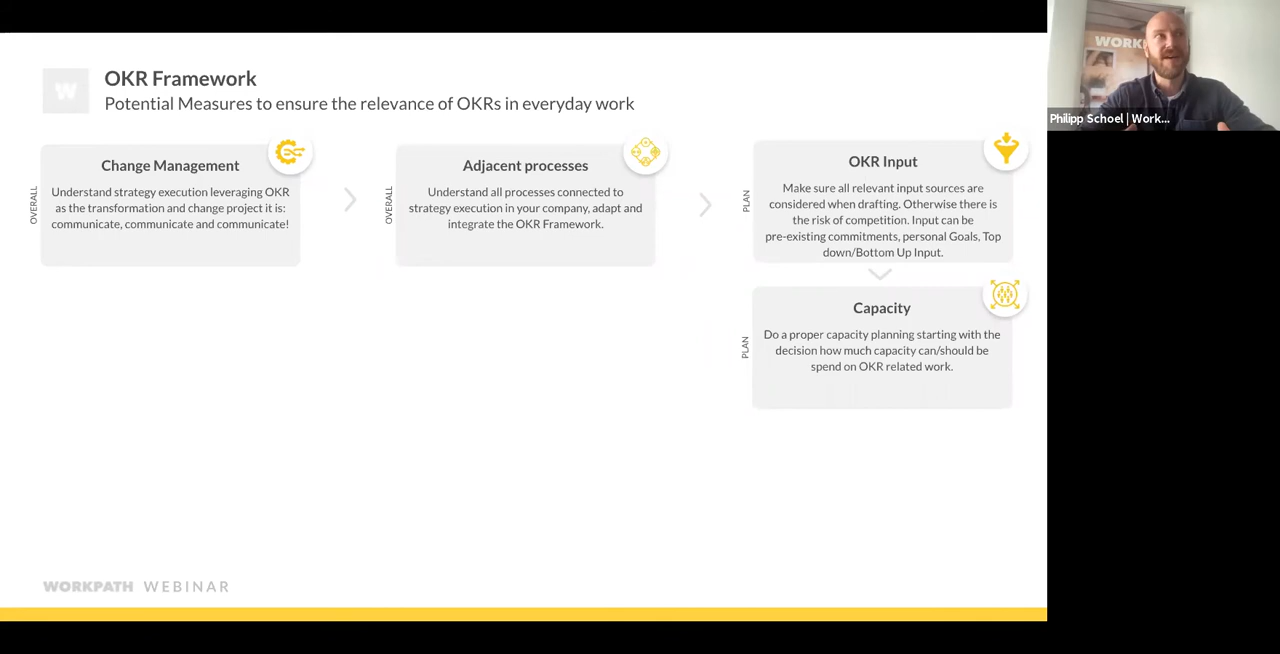 W
OKR Framework
Potential Measures to ensure the relevance of OKRs in everyday work
OVERALL
Change Management
Understand strategy execution leveraging OKR
as the transformation and change project it is:
communicate, communicate and communicate!
OVERALL
Adjacent processes
Understand all processes connected to
strategy execution in your company, adapt and
integrate the OKR Framework.
PLAN
OKR Input
Make sure all relevant input sources are
considered when drafting. Otherwise there is
the risk of competition. Input can be
pre-existing commitments, personal Goals, Top
down/Bottom Up Input.
PLAN
Capacity
Do a proper capacity planning starting with the
decision how much capacity can/should be
spend on OKR related work.
WORKPATH WEBINAR
WORK
Philipp Schoel | Work...